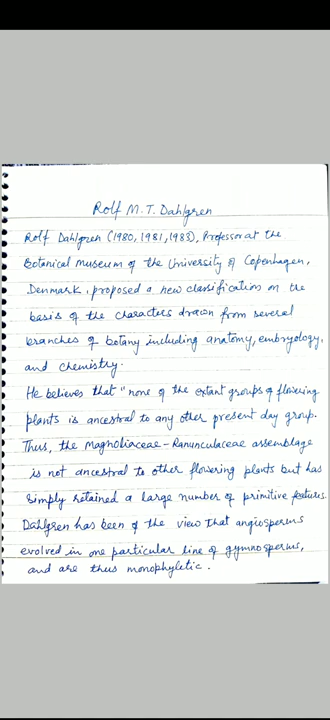 Rolf M.T. Dahlgren
Rolf Dahlgren (1980, 1981, 1983), Professor at the
Botanical Museum of the University of Copenhagen,
Denmark, proposed a new classification on the
basis of the characters drawn from several
branches of botany including anatomy, embryology,
and chemistry.
He believes that "none of the extant groups of flowering
plants is ancestral to any other present day group.
Thus, the Magnoliaceae - Ranunculaceae assemblage
is not ancestral to other flowering plants but has
simply retained a large number of primitive features.
Dahlgren has been of the view that angiosperms
evolved in one particular line of gymnosperms,
and are thus monophyletic.